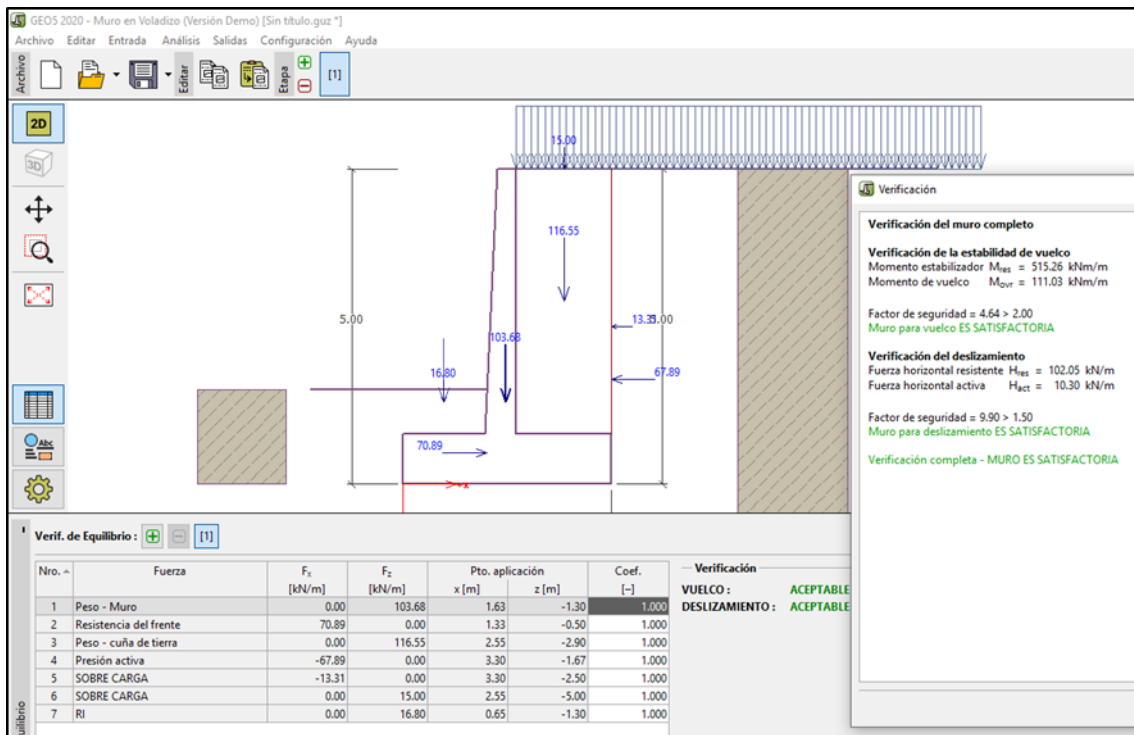 GEO5 2020 - Muro en Voladizo (Versión Demo) [Sin título.guz *]
Archivo Editar Entrada Análisis Salidas Configuración Ayuda
Archivo
Editar
Etapa
[1]
2D
3D
Abc
15.00
116.55
5.00
13.31
5.00
103.68
16.80
67.89
70.89
+x
Verificación
Verificación del muro completo
Verificación de la estabilidad de vuelco
Momento estabilizador Mres = 515.26 kNm/m
Momento de vuelco Movr = 111.03 kNm/m
Factor de seguridad = 4.64 > 2.00
Muro para vuelco ES SATISFACTORIA
Verificación del deslizamiento
Fuerza horizontal resistente Hres = 102.05 kN/m
Fuerza horizontal activa Hact = 10.30 kN/m
Factor de seguridad = 9.90 > 1.50
Muro para deslizamiento ES SATISFACTORIA
Verificación completa - MURO ES SATISFACTORIA
Verif. de Equilibrio : [1]
Nro. Fuerza Fx [kN/m] Fz [kN/m] Pto. aplicación x [m] z [m] Coef. [–]
1 Peso - Muro 0.00 103.68 1.63 -1.30 1.000
2 Resistencia del frente 70.89 0.00 1.33 -0.50 1.000
3 Peso - cuña de tierra 0.00 116.55 2.55 -2.90 1.000
4 Presión activa -67.89 0.00 3.30 -1.67 1.000
5 SOBRE CARGA -13.31 0.00 3.30 -2.50 1.000
6 SOBRE CARGA 0.00 15.00 2.55 -5.00 1.000
7 RI 0.00 16.80 0.65 -1.30 1.000
Verificación
VUELCO : ACEPTABLE
DESLIZAMIENTO : ACEPTABLE